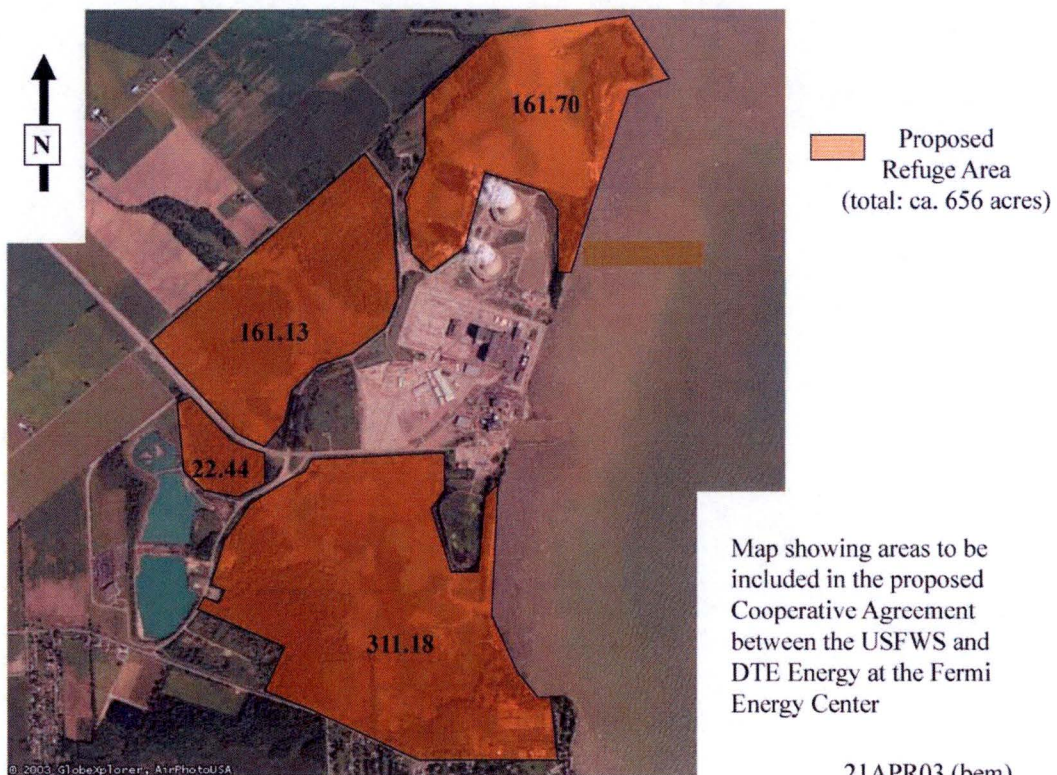 N
161.70
161.13
22.44
311.18
Proposed
Refuge Area
(total: ca. 656 acres)
Map showing areas to be
included in the proposed
Cooperative Agreement
between the USFWS and
DTE Energy at the Fermi
Energy Center
21APR03 (bem)
© 2003 GlobeXplorer, AirPhotoUSA